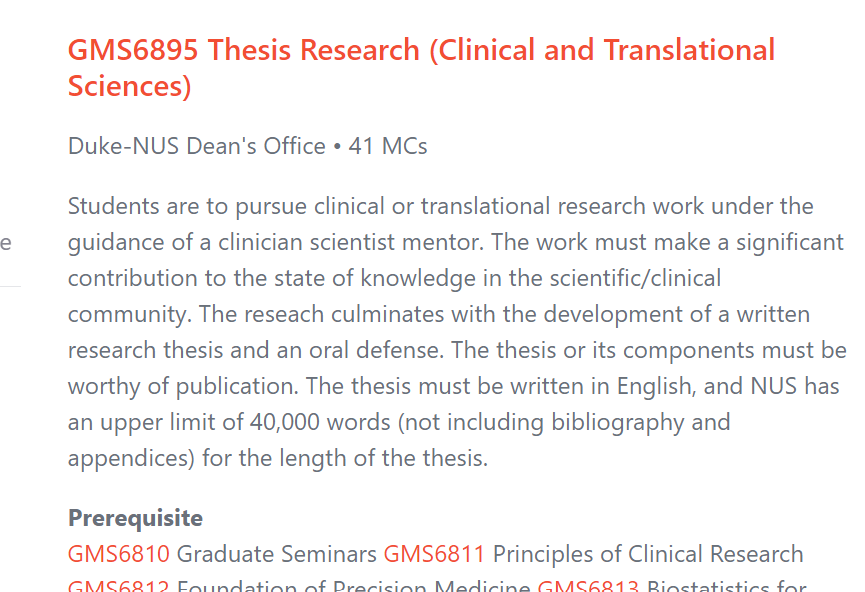 GMS6895 Thesis Research (Clinical and Translational
Sciences)
Duke-NUS Dean's Office • 41 MCs
Students are to pursue clinical or translational research work under the
e
guidance of a clinician scientist mentor. The work must make a significant
contribution to the state of knowledge in the scientific/clinical
community. The reseach culminates with the development of a written
research thesis and an oral defense. The thesis or its components must be
worthy of publication. The thesis must be written in English, and NUS has
an upper limit of 40,000 words (not including bibliography and
appendices) for the length of the thesis.
Prerequisite
GMS6810 Graduate Seminars GMS6811 Principles of Clinical Research
GMS6812 Foundation of Precision Medicine GMS6813 Biostatistics for